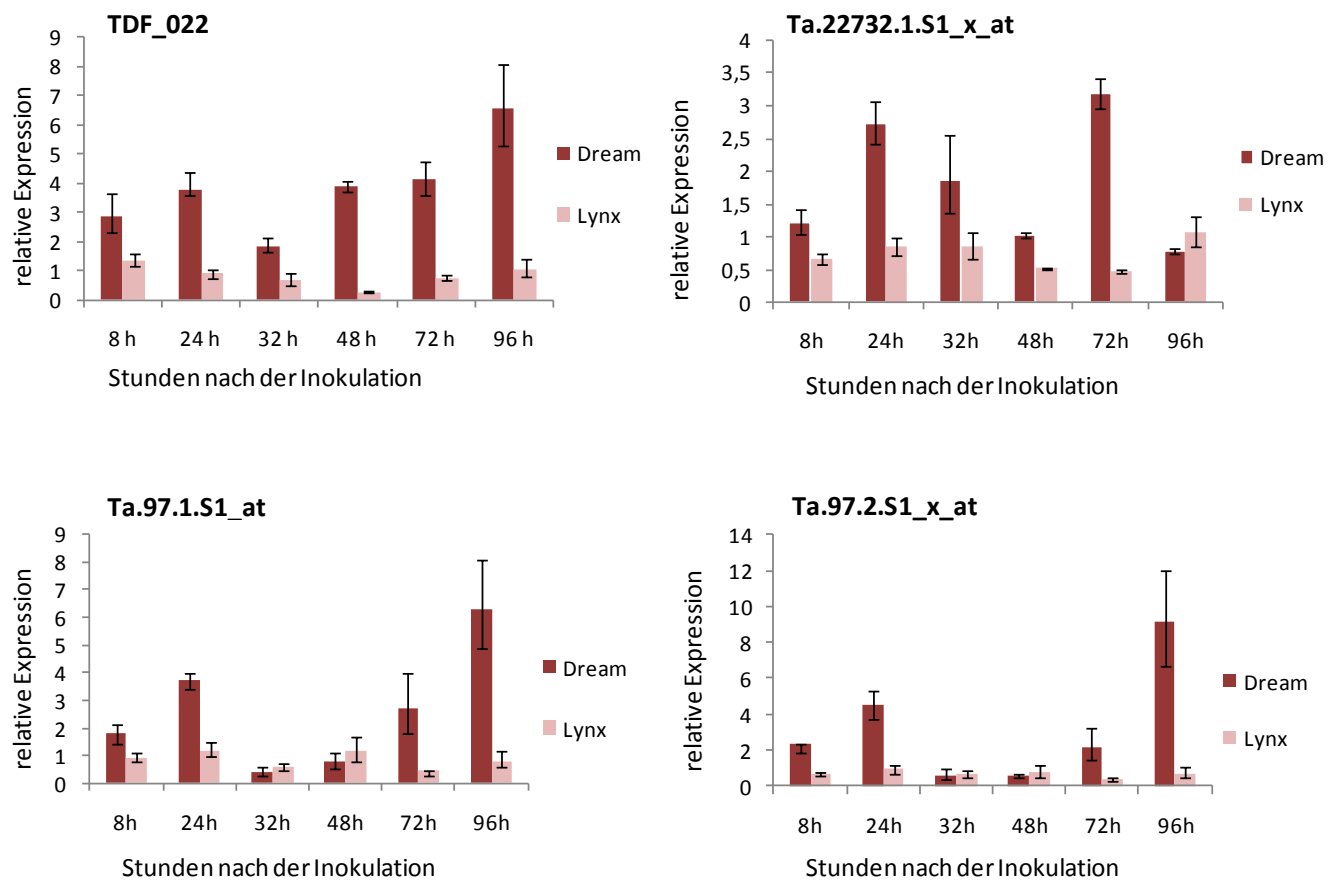 TDF_022
9
8
7
6
5
4
3
2
1
0
relative Expression
8 h 24 h 32 h 48 h 72 h 96 h
Stunden nach der Inokulation
Dream
Lynx
Ta.22732.1.S1_x_at
4
3,5
3
2,5
2
1,5
1
0,5
0
relative Expression
8h 24h 32h 48h 72h 96h
Stunden nach der Inokulation
Dream
Lynx
Ta.97.1.S1_at
9
8
7
6
5
4
3
2
1
0
relative Expression
8h 24h 32h 48h 72h 96h
Stunden nach der Inokulation
Dream
Lynx
Ta.97.2.S1_x_at
14
12
10
8
6
4
2
0
relative Expression
8h 24h 32h 48h 72h 96h
Stunden nach der Inokulation
Dream
Lynx